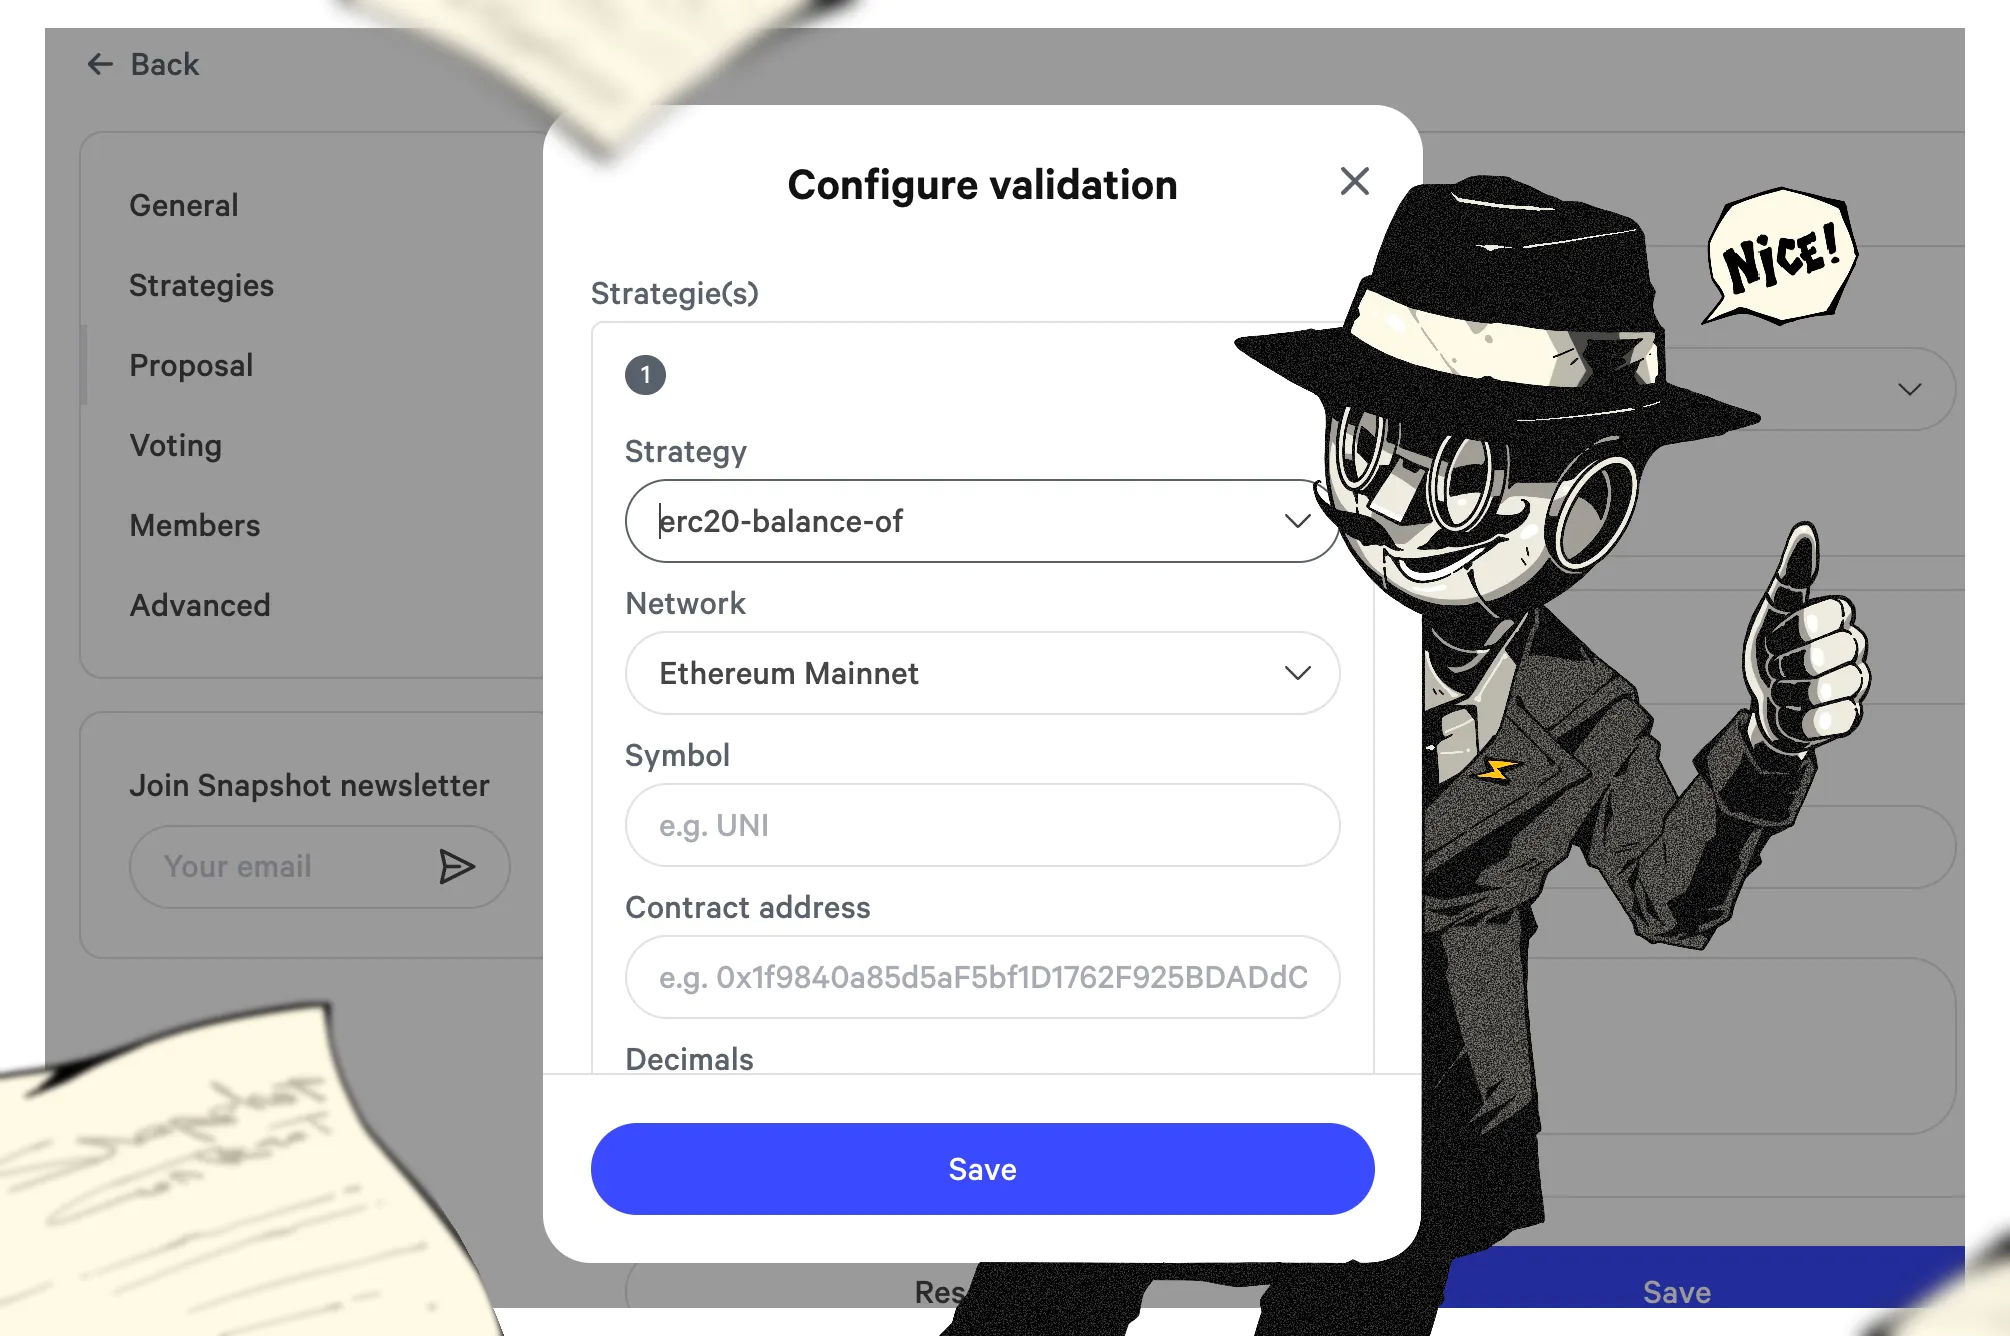 Back
General
Strategies
Proposal
Voting
Members
Advanced
Join Snapshot newsletter
Your email
Configure validation
Strategie(s)
1
Strategy
erc20-balance-of
Network
Ethereum Mainnet
Symbol
e.g. UNI
Contract address
e.g. 0x1f9840a85d5aF5bf1D1762F925BDADdC
Decimals
Save
NiCE!
Res
Save